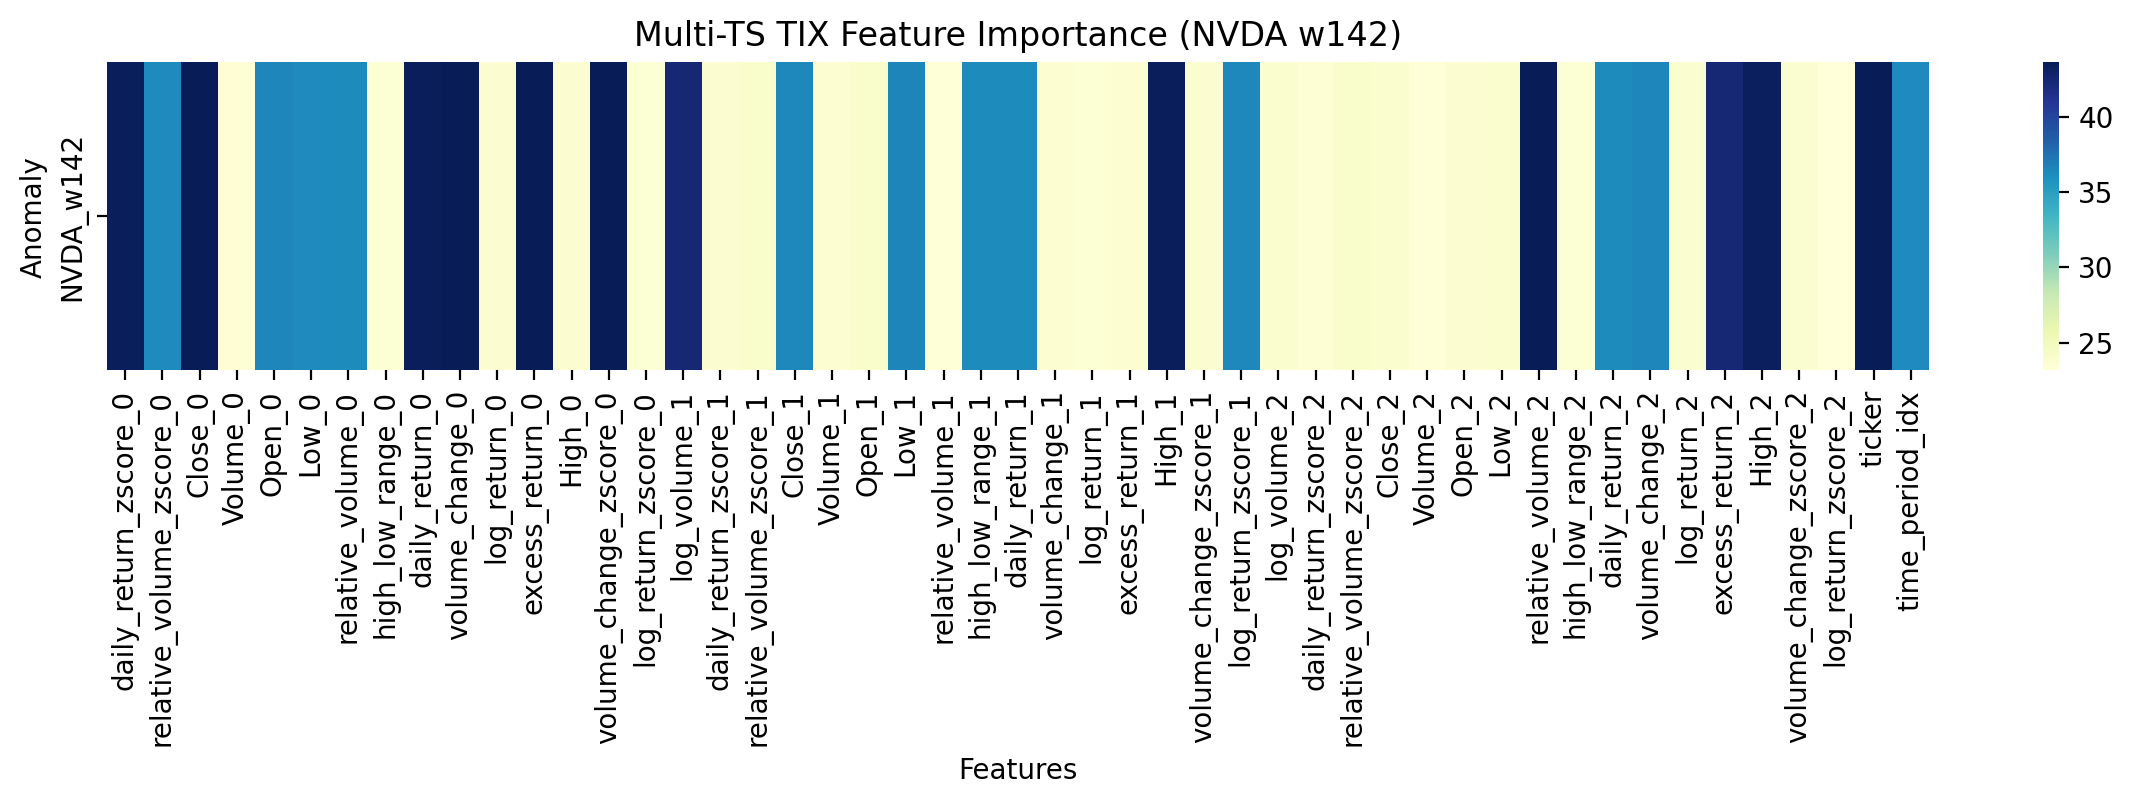 Multi-TS TIX Feature Importance (NVDA w142)
Anomaly
NVDA_w142
40
35
30
25
daily_return_zscore_0
relative_volume_zscore_0
Close_0
Volume_0
Open_0
Low_0
relative_volume_0
high_low_range_0
daily_return_0
volume_change_0
log_return_0
excess_return_0
High_0
volume_change_zscore_0
log_return_zscore_0
log_volume_1
daily_return_zscore_1
relative_volume_zscore_1
Close_1
Volume_1
Open_1
Low_1
relative_volume_1
high_low_range_1
daily_return_1
volume_change_1
log_return_1
excess_return_1
High_1
volume_change_zscore_1
log_return_zscore_1
log_volume_2
daily_return_zscore_2
relative_volume_zscore_2
Close_2
Volume_2
Open_2
Low_2
relative_volume_2
high_low_range_2
daily_return_2
volume_change_2
log_return_2
excess_return_2
High_2
volume_change_zscore_2
log_return_zscore_2
ticker
time_period_idx
Features